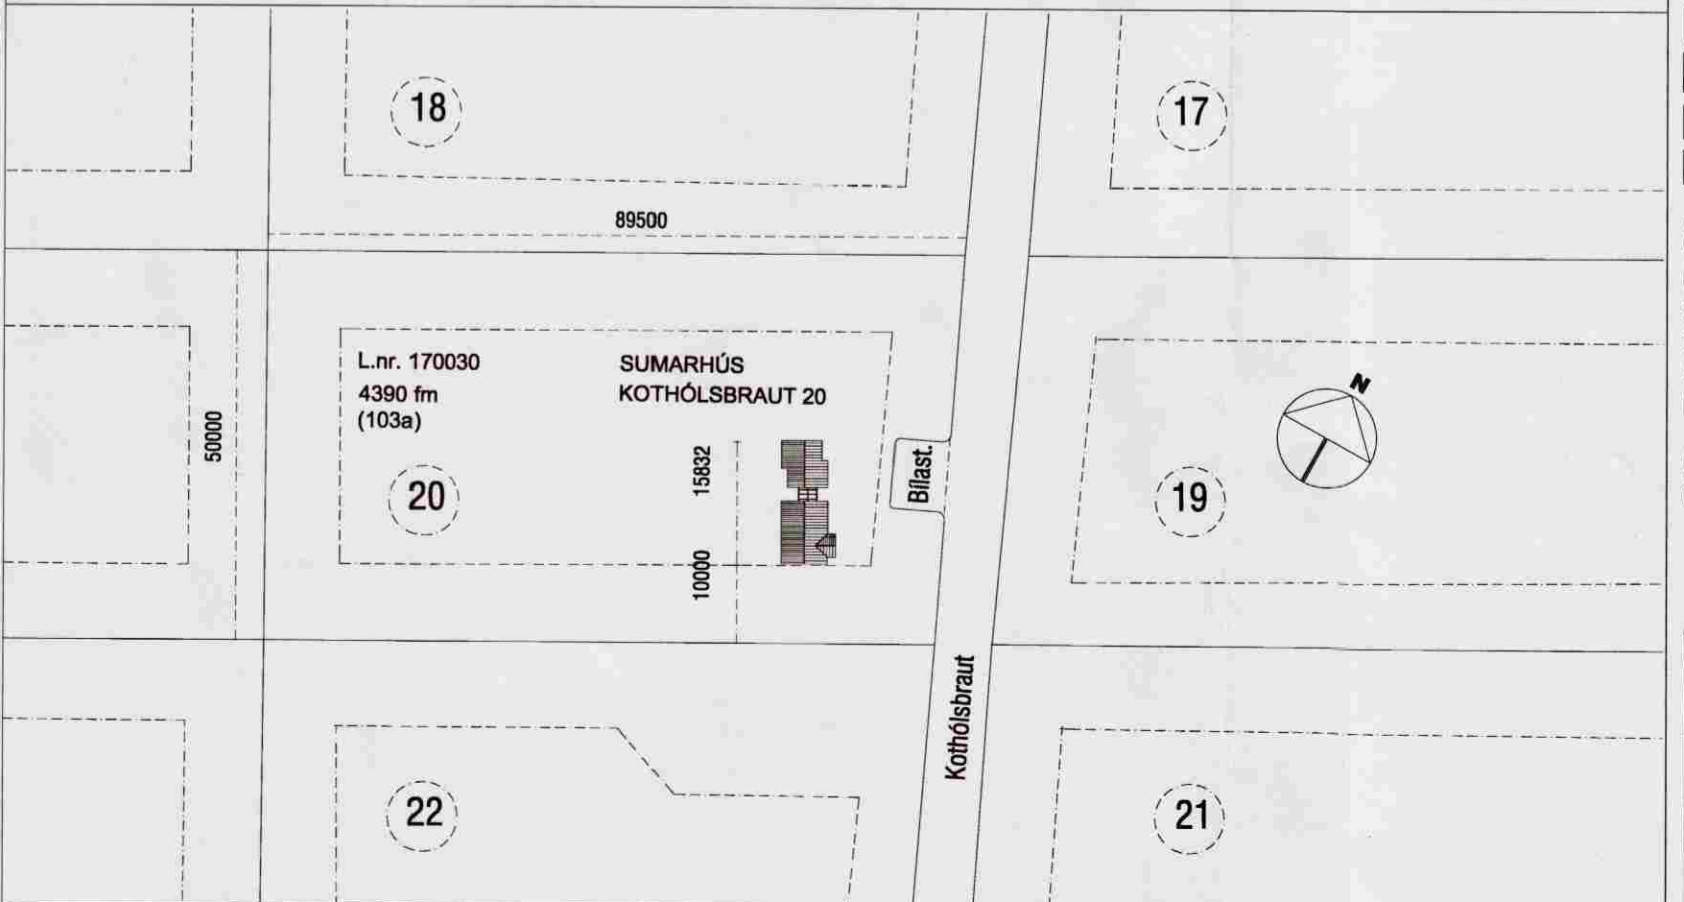 18
17
89500
L.nr. 170030
4390 fm
(103a)
SUMARHÚS
KOTHÓLSBRAUT 20
N
50000
15832
Bílast.
20
19
10000
Kothólsbraut
22
21